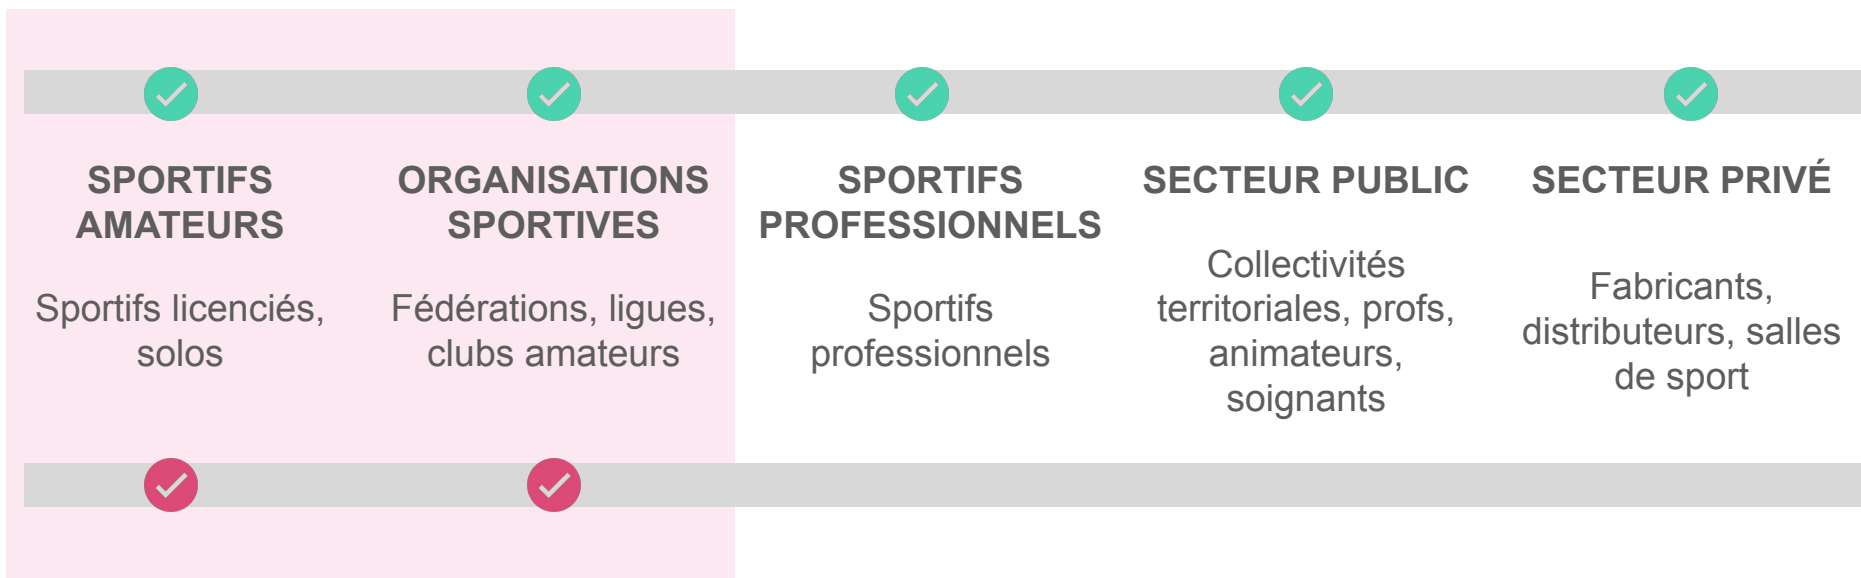 SPORTIFS
AMATEURS
Sportifs licenciés,
solos
ORGANISATIONS
SPORTIVES
Fédérations, ligues,
clubs amateurs
SPORTIFS
PROFESSIONNELS
Sportifs
professionnels
SECTEUR PUBLIC
Collectivités
territoriales, profs,
animateurs,
soignants
SECTEUR PRIVÉ
Fabricants,
distributeurs, salles
de sport